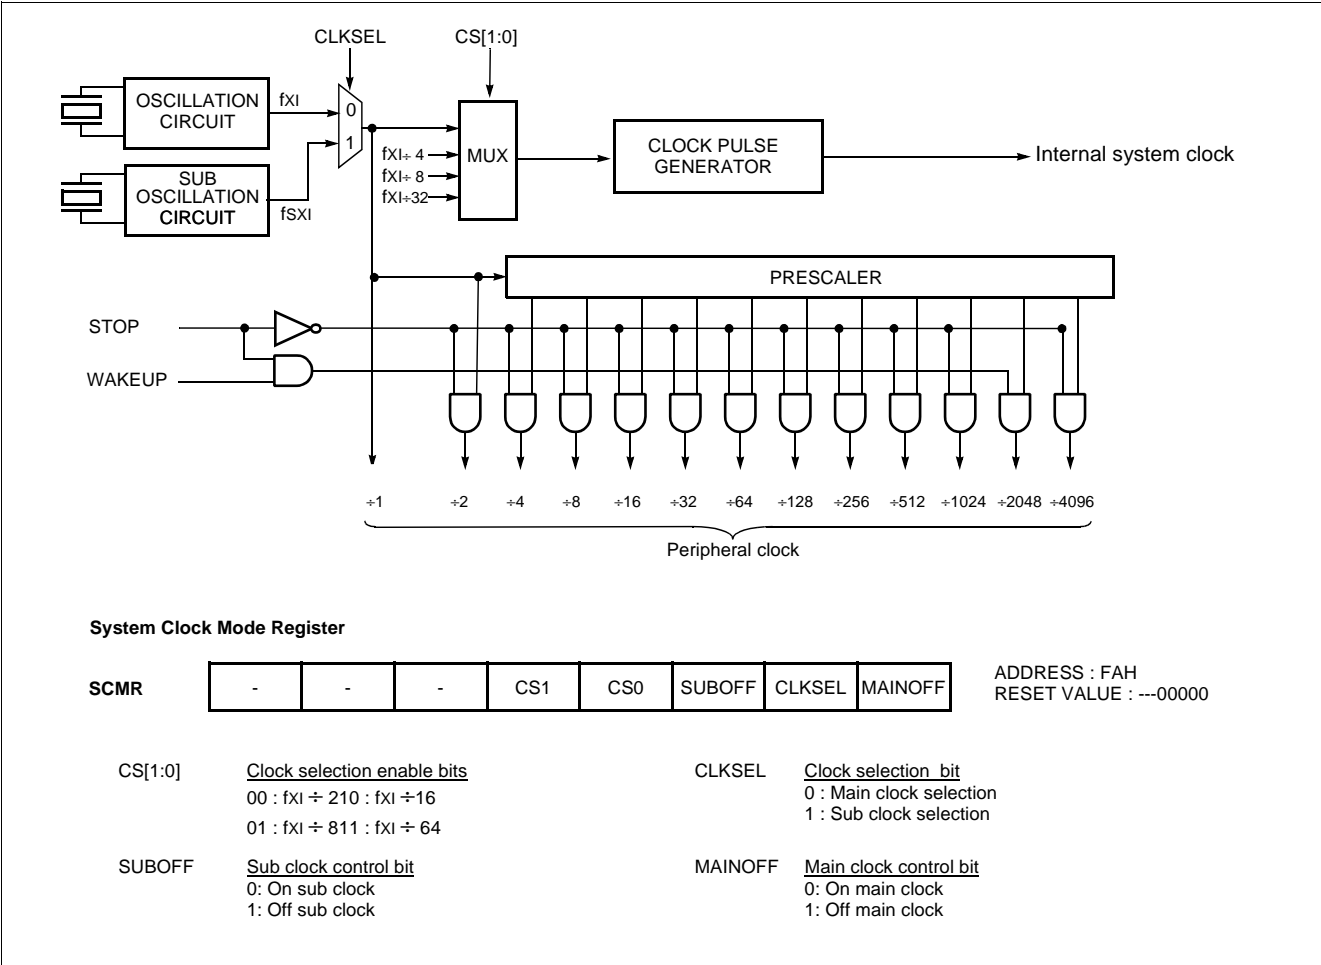 CLKSEL CS[1:0]
OSCILLATION CIRCUIT
fXI
0
1
SUB OSCILLATION CIRCUIT
fSXI
fXI÷ 4
fXI÷ 8
fXI÷32
MUX
CLOCK PULSE GENERATOR
Internal system clock
PRESCALER
STOP
WAKEUP
÷1 ÷2 ÷4 ÷8 ÷16 ÷32 ÷64 ÷128 ÷256 ÷512 ÷1024 ÷2048 ÷4096
Peripheral clock
System Clock Mode Register
SCMR - - - CS1 CS0 SUBOFF CLKSEL MAINOFF
ADDRESS : FAH
RESET VALUE : ---00000
CS[1:0] Clock selection enable bits
00 : fXI ÷ 210 : fXI ÷16
01 : fXI ÷ 811 : fXI ÷ 64
CLKSEL Clock selection bit
0 : Main clock selection
1 : Sub clock selection
SUBOFF Sub clock control bit
0: On sub clock
1: Off sub clock
MAINOFF Main clock control bit
0: On main clock
1: Off main clock